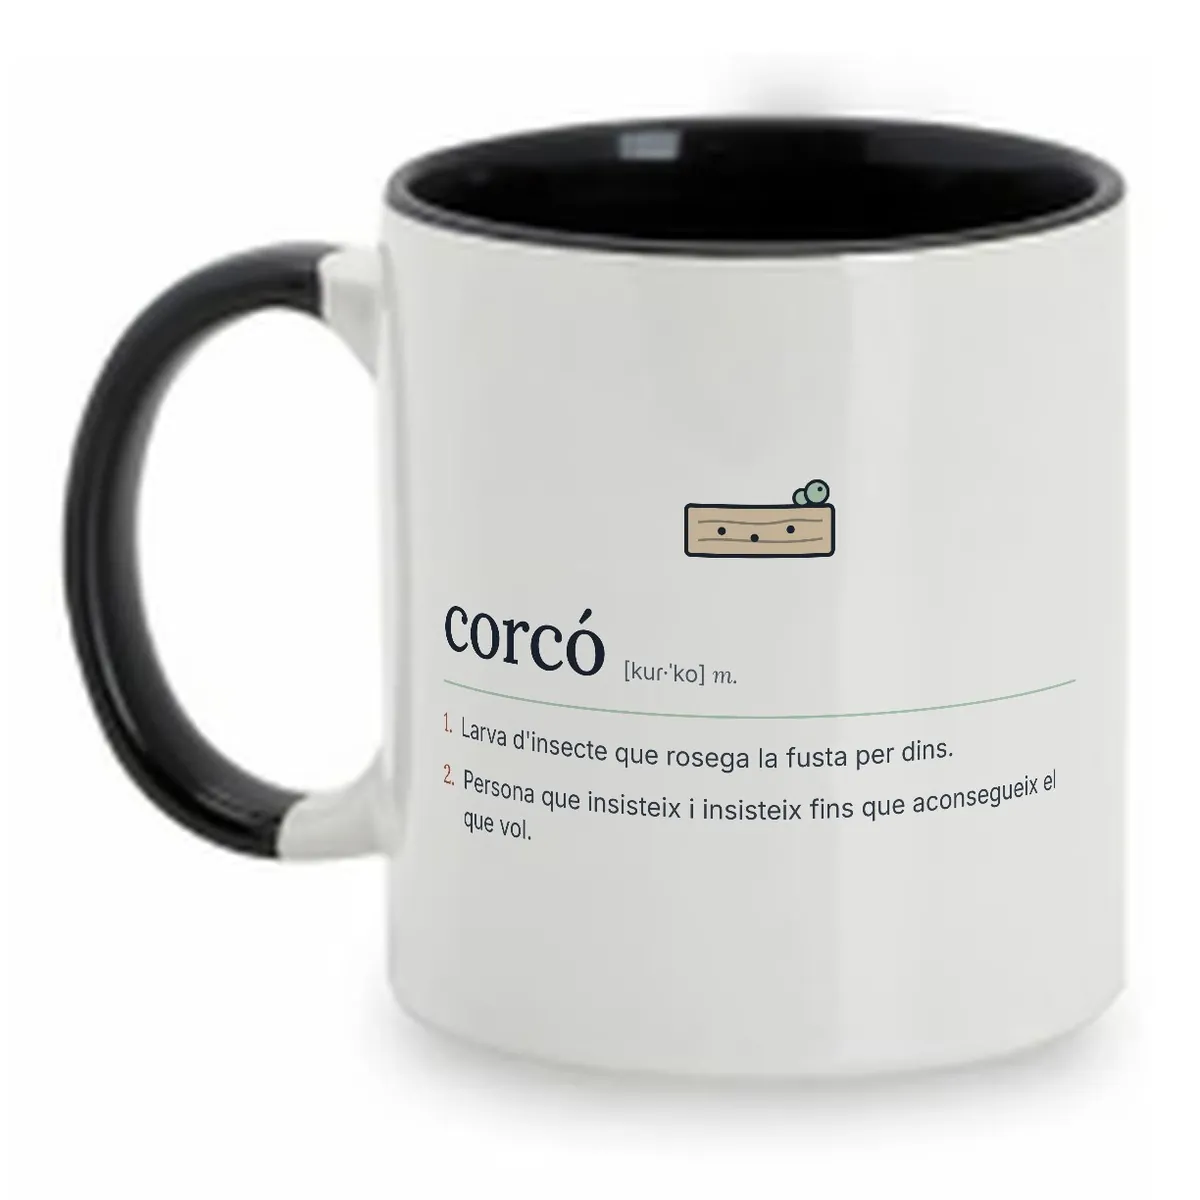 corcó [kur·ˈko] m.
1. Larva d'insecte que rosega la fusta per dins.
2. Persona que insisteix i insisteix fins que aconsegueix el
que vol.